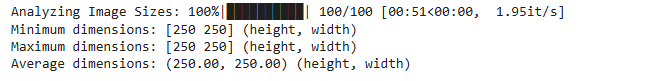 Analyzing Image Sizes: 100%|██████████| 100/100 [00:51<00:00,  1.95it/s]
Minimum dimensions: [250 250] (height, width)
Maximum dimensions: [250 250] (height, width)
Average dimensions: (250.00, 250.00) (height, width)